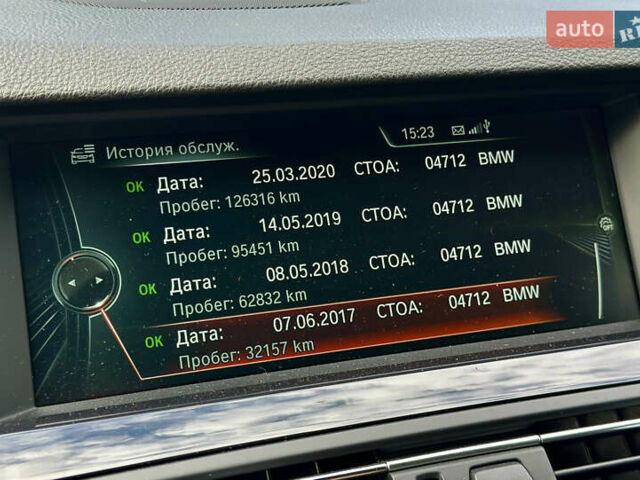 auto RIA
История обслуж. 15:23
OK Дата: 25.03.2020 СТОА: 04712 BMW
Пробег: 126316 km
OK Дата: 14.05.2019 СТОА: 04712 BMW
Пробег: 95451 km
OK Дата: 08.05.2018 СТОА: 04712 BMW
Пробег: 62832 km
OK Дата: 07.06.2017 СТОА: 04712 BMW
Пробег: 32157 km
OFF